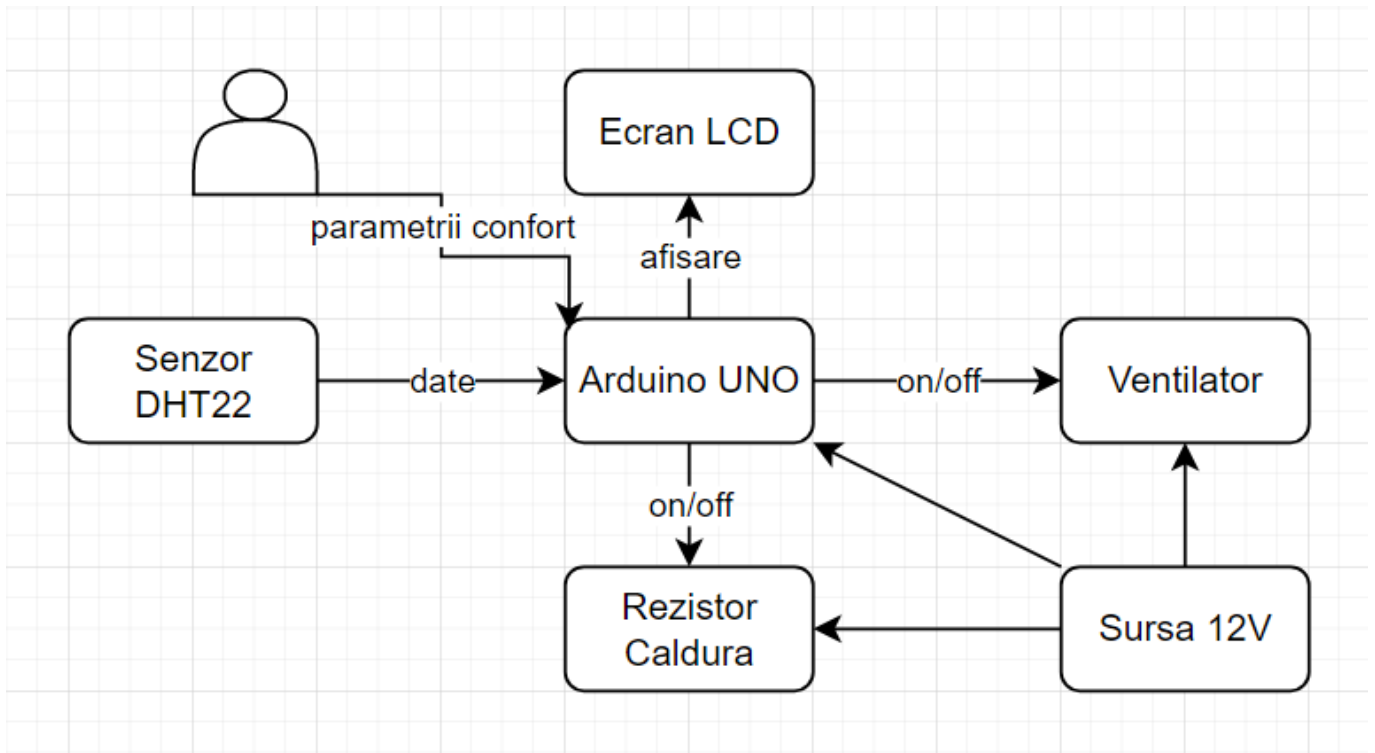 Ecran LCD
parametrii confort
afisare
Senzor
DHT22
date
Arduino UNO
on/off
Ventilator
on/off
Rezistor
Caldura
Sursa 12V